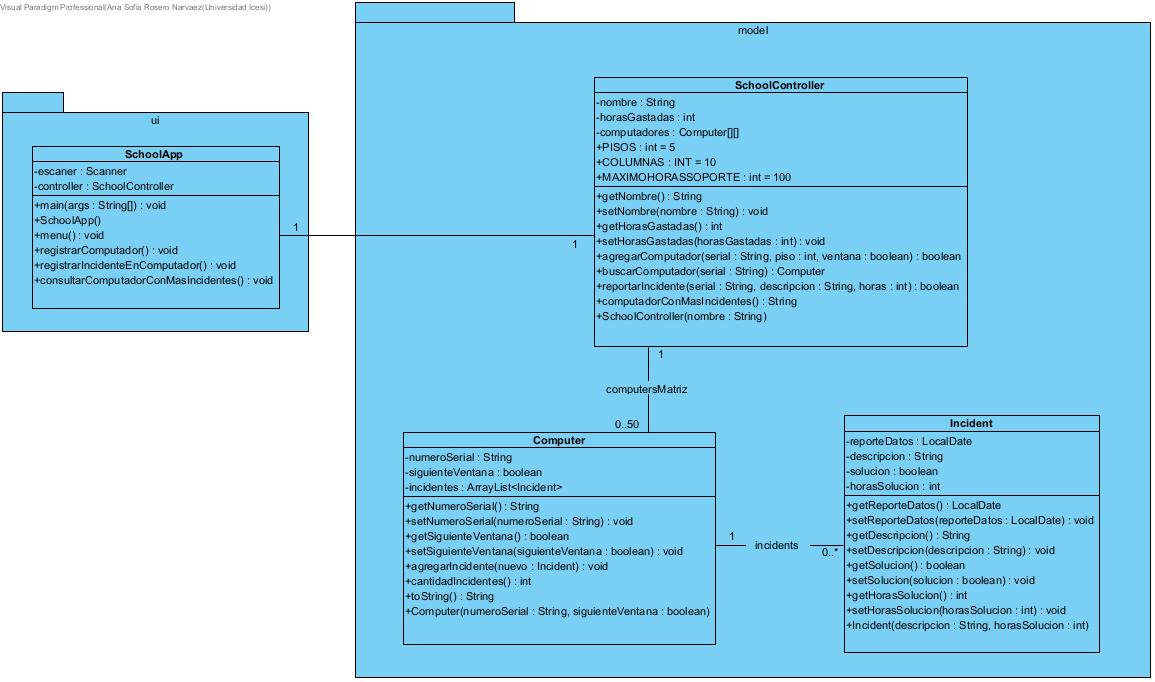 Visual Paradigm Professional(Ana Sofia Rosero Narvaez(Universidad Icesi))
ui
SchoolApp
-escaner : Scanner
-controller : SchoolController
+main(args : String[]) : void
+SchoolApp()
+menu() : void
+registrarComputador() : void
+registrarIncidenteEnComputador() : void
+consultarComputadorConMasIncidentes() : void
1
1
model
SchoolController
-nombre : String
-horasGastadas : int
-computadores : Computer[][]
+PISOS : int = 5
+COLUMNAS : INT = 10
+MAXIMOHORASSOPORTE : int = 100
+getNombre() : String
+setNombre(nombre : String) : void
+getHorasGastadas() : int
+setHorasGastadas(horasGastadas : int) : void
+agregarComputador(serial : String, piso : int, ventana : boolean) : boolean
+buscarComputador(serial : String) : Computer
+reportarIncidente(serial : String, descripcion : String, horas : int) : boolean
+computadorConMasIncidentes() : String
+SchoolController(nombre : String)
1
computersMatriz
0..50
Computer
-numeroSerial : String
-siguienteVentana : boolean
-incidentes : ArrayList<Incident>
+getNumeroSerial() : String
+setNumeroSerial(numeroSerial : String) : void
+getSiguienteVentana() : boolean
+setSiguienteVentana(siguienteVentana : boolean) : void
+agregarIncidente(nuevo : Incident) : void
+cantidadIncidentes() : int
+toString() : String
+Computer(numeroSerial : String, siguienteVentana : boolean)
1
incidents
0..*
Incident
-reporteDatos : LocalDate
-descripcion : String
-solucion : boolean
-horasSolucion : int
+getReporteDatos() : LocalDate
+setReporteDatos(reporteDatos : LocalDate) : void
+getDescripcion() : String
+setDescripcion(descripcion : String) : void
+getSolucion() : boolean
+setSolucion(solucion : boolean) : void
+getHorasSolucion() : int
+setHorasSolucion(horasSolucion : int) : void
+Incident(descripcion : String, horasSolucion : int)